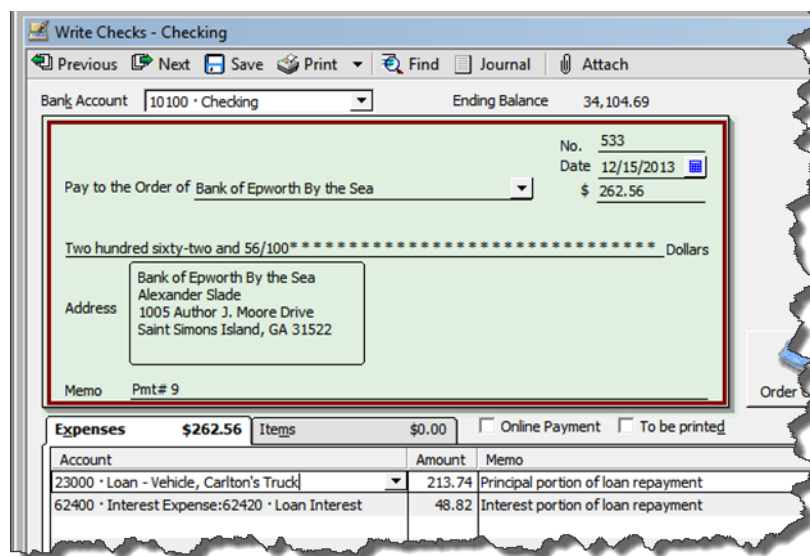 Write Checks - Checking
Previous Next Save Print Find Journal Attach
Bank Account 10100 · Checking Ending Balance 34,104.69
No. 533
Date 12/15/2013
Pay to the Order of Bank of Epworth By the Sea $ 262.56
Two hundred sixty-two and 56/100* * * * * * * * * * * * * * * * * * * * * * * * * * * * * * * Dollars
Address
Bank of Epworth By the Sea
Alexander Slade
1005 Author J. Moore Drive
Saint Simons Island, GA 31522
Memo Pmt# 9
Order
Expenses $262.56 Items $0.00 Online Payment To be printed
Account Amount Memo
23000 · Loan - Vehicle, Carlton's Truck 213.74 Principal portion of loan repayment
62400 · Interest Expense:62420 · Loan Interest 48.82 Interest portion of loan repayment